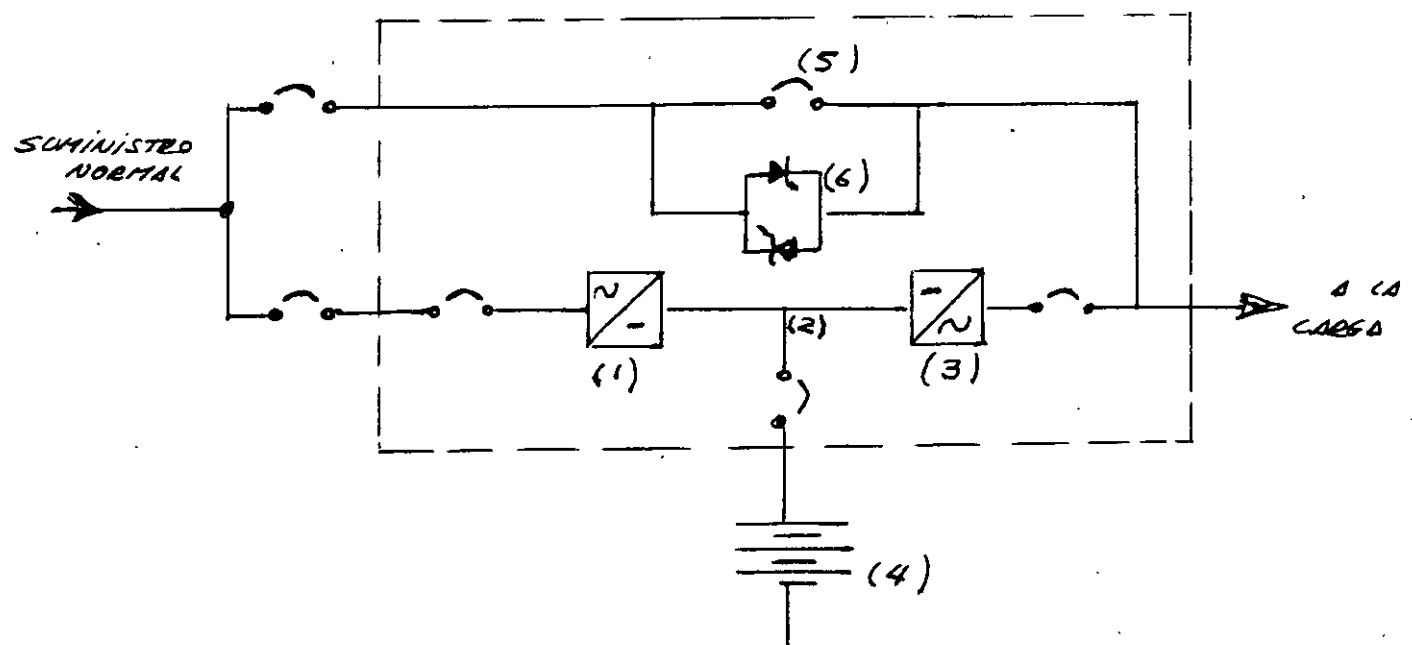 (5)
SUMINISTRO
NORMAL
(6)
(2)
(1)
(3)
A LA
CARGA
(4)